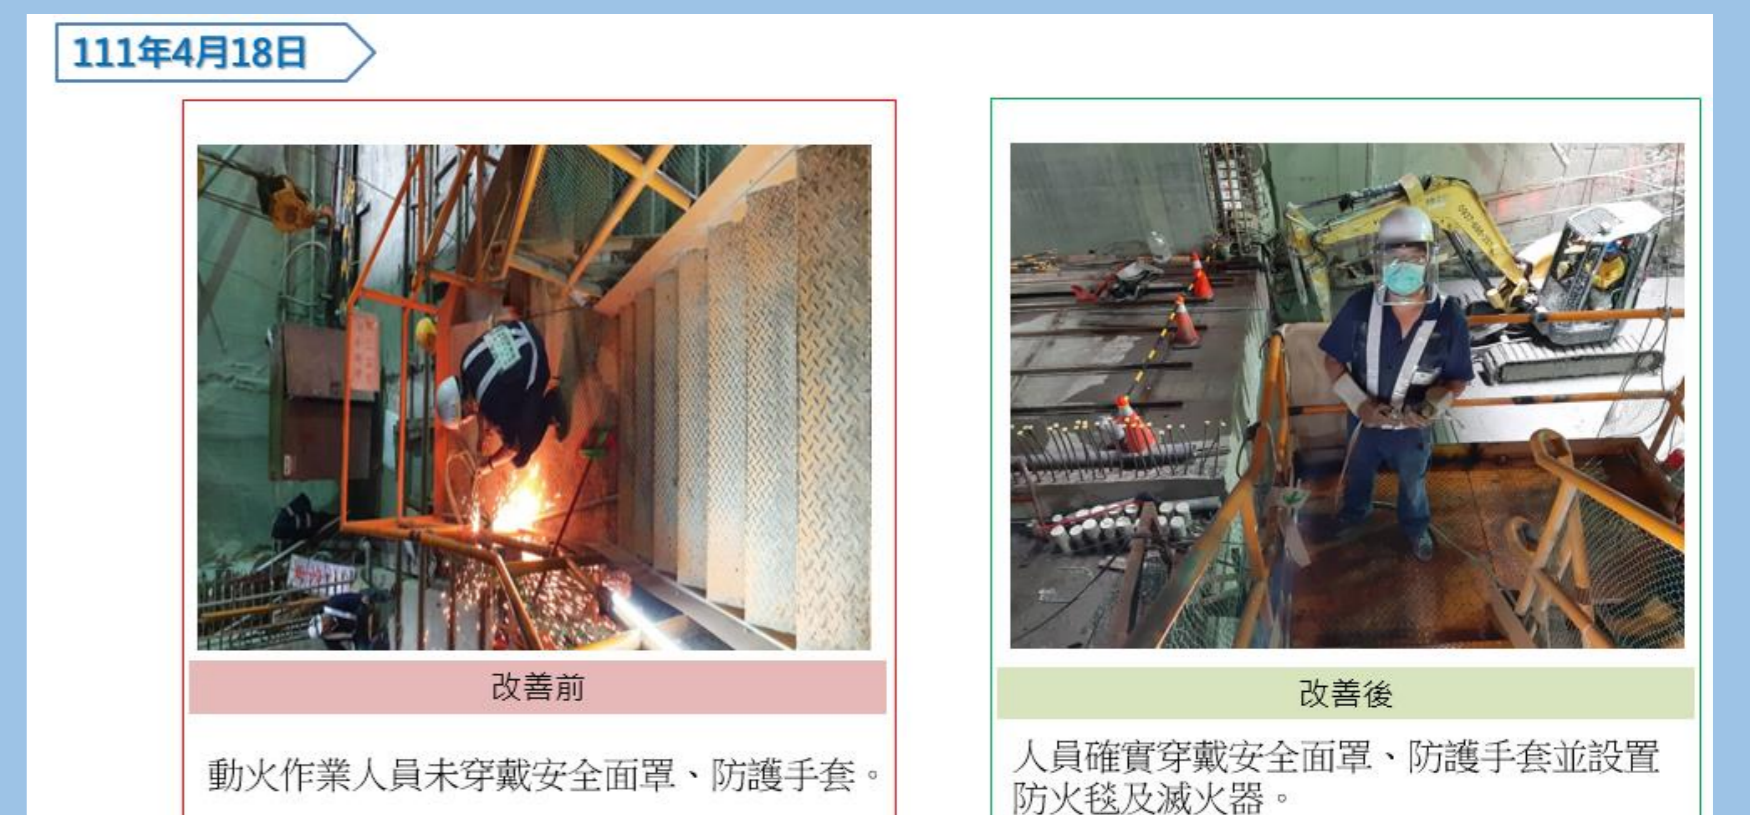 111年4月18日
改善前
動火作業人員未穿戴安全面罩、防護手套。
改善後
人員確實穿戴安全面罩、防護手套並設置
防火毯及滅火器。